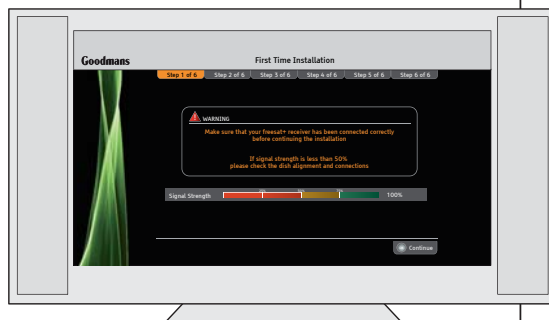 Goodmans
First Time Installation
Step 1 of 6 Step 2 of 6 Step 3 of 6 Step 4 of 6 Step 5 of 6 Step 6 of 6
WARNING
Make sure that your freesat+ receiver has been connected correctly
before continuing the installation
If signal strength is less than 50%
please check the dish alignment and connections
Signal Strength 100%
Continue